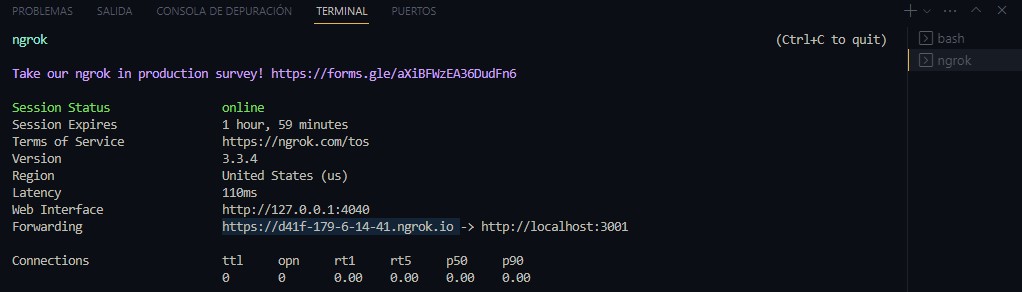 PROBLEMAS SALIDA CONSOLA DE DEPURACIÓN TERMINAL PUERTOS
ngrok (Ctrl+C to quit)
bash
ngrok
Take our ngrok in production survey! https://forms.gle/aXiBFWzEA36DudFn6
Session Status online
Session Expires 1 hour, 59 minutes
Terms of Service https://ngrok.com/tos
Version 3.3.4
Region United States (us)
Latency 110ms
Web Interface http://127.0.0.1:4040
Forwarding https://d41f-179-6-14-41.ngrok.io -> http://localhost:3001
Connections ttl opn rt1 rt5 p50 p90
0 0 0.00 0.00 0.00 0.00